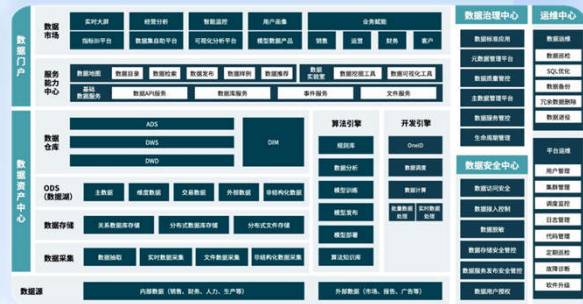 数据门户
数据市场
实时大屏 经营分析 智能监控 用户画像 业务赋能
指标BI平台 数据集自助平台 可视化分析平台 模型数据产品 销售 运营 财务 客户
服务能力中心
数据地图 数据目录 数据检索 数据发布 数据样例 数据推荐 数据实验室 数据挖掘工具 数据可视化工具
基础数据服务 数据API服务 数据库服务 事件服务 文件服务
数据资产中心
数据仓库
ADS
DWS
DWD
DIM
ODS(数据湖)
主数据 维度数据 交易数据 外部数据 非结构化数据
数据存储
关系数据库存储 分布式数据库存储 分布式文件存储
数据采集
数据抽取 实时数据采集 文件数据采集 非结构化数据采集
算法引擎
规则库
数据分析
模型训练
模型发布
模型部署
算法知识库
开发引擎
OneID
数据调度
数据计算
批量数据处理 实时数据处理
数据源
内部数据(销售、财务、人力、生产等)
外部数据(市场、报告、广告等)
数据治理中心
数据标准应用
元数据管理平台
数据质量管控
主数据管理平台
数据服务管控
生命周期管理
数据安全中心
数据访问安全
数据接入控制
数据脱敏
数据存储安全管控
数据服务发布安全管控
数据用户授权
运维中心
数据运维
数据巡检
SQL优化
数据备份
冗余数据删除
数据途径
平台运维
用户管理
集群管理
调度监控
日志管理
代码管理
定期巡检
故障诊断
软件升级